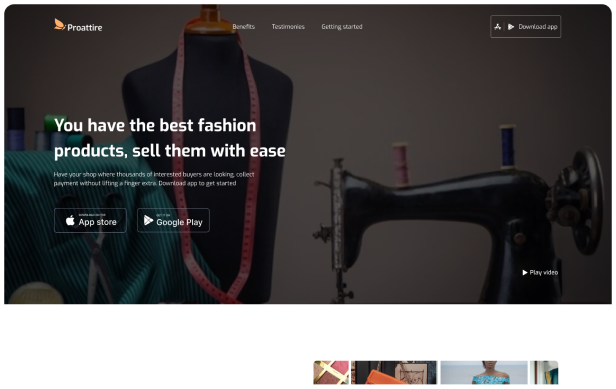 Proattire
Benefits
Testimonies
Getting started
Download app
You have the best fashion
products, sell them with ease
Have your shop where thousands of interested buyers are looking, collect
payment without lifting a finger extra. Download app to get started
App store
Google Play
Play video